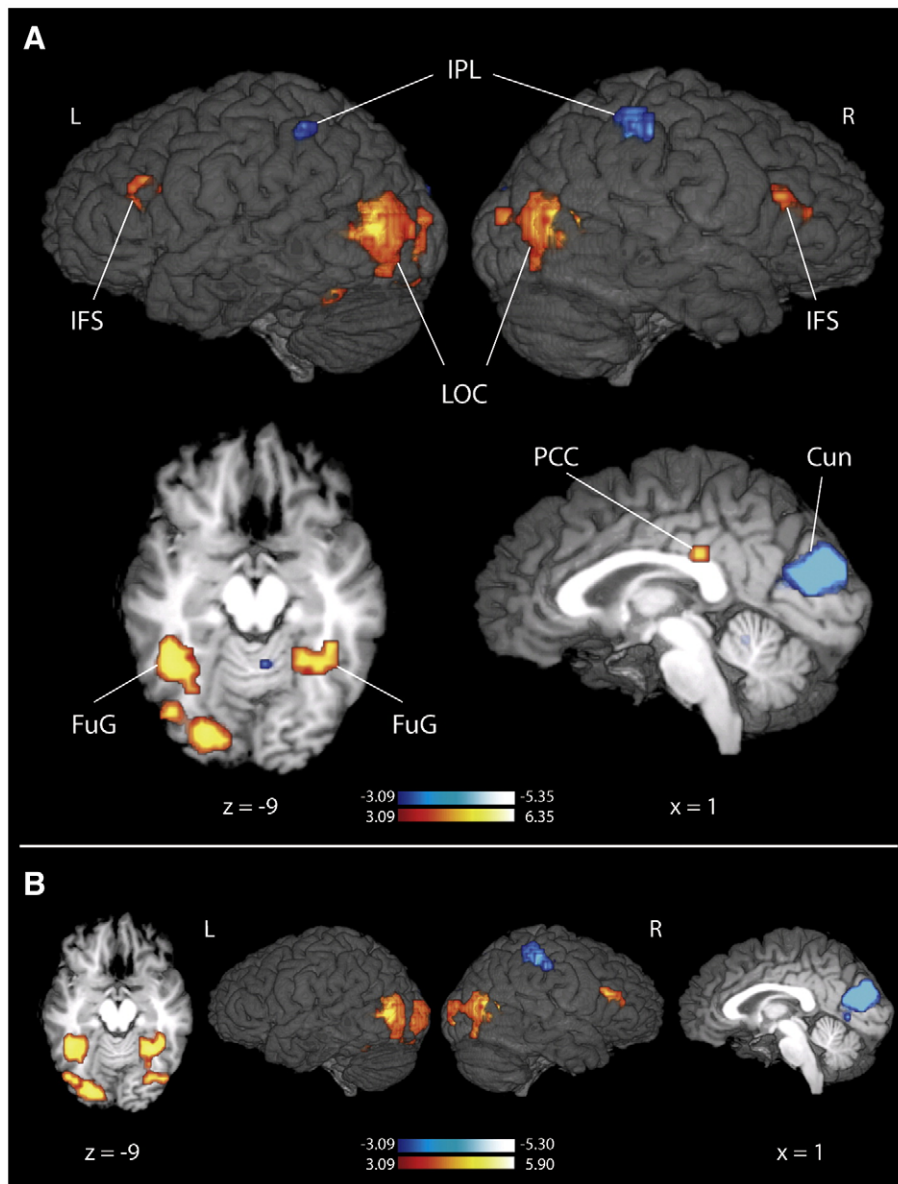 A
IPL
L
R
IFS
IFS
LOC
PCC
Cun
FuG
FuG
-3.09
-5.35
z = -9
x = 1
3.09
6.35
B
L
R
-3.09
-5.30
z = -9
x = 1
3.09
5.90